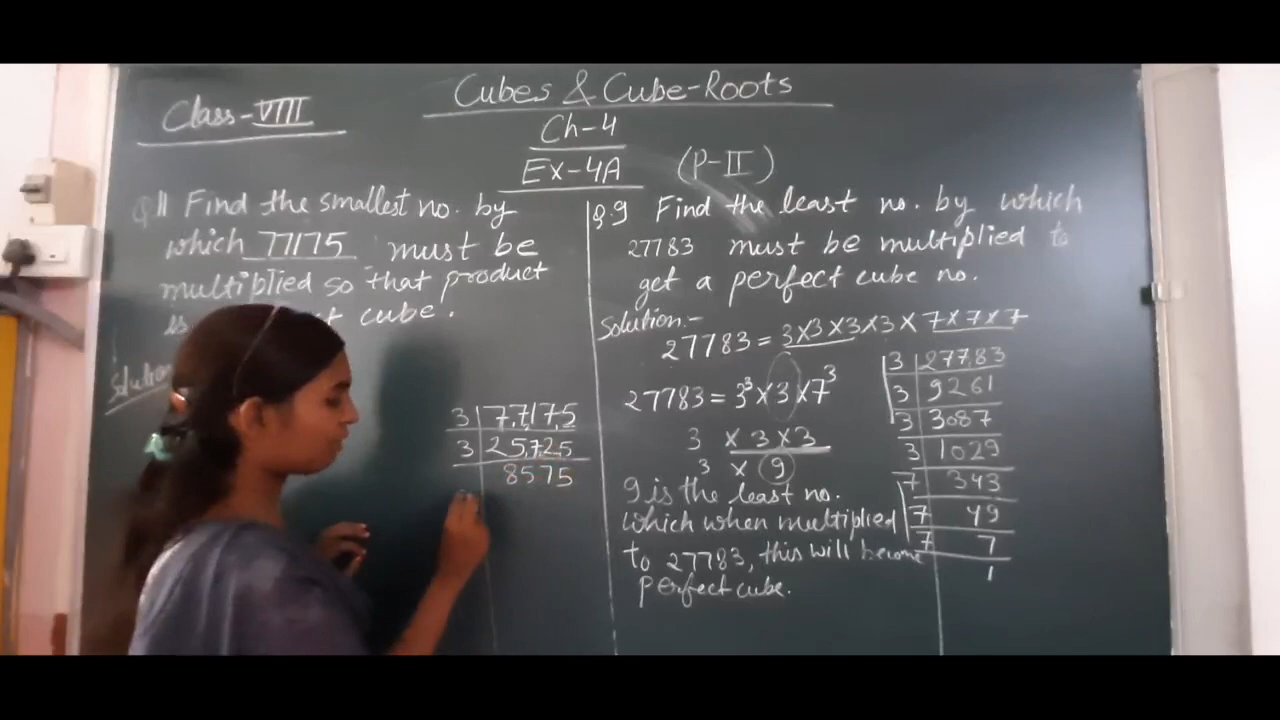 Cubes & Cube-Roots
Class-VIII
Ch-4
Ex-4A (P-II)
Q 11 Find the smallest no. by
which 77175 must be
multiplied so that product
is cube.
Solution
3 | 77175
3 | 25725
8575
Q.9 Find the least no. by which
27783 must be multiplied to
get a perfect cube no.
Solution:-
27783 = 3×3×3×3×7×7×7
27783 = 3³×3×7³
3 × 3×3
3 × 9
9 is the least no.
which when multiplied
to 27783, this will become
perfect cube.
3 | 27783
3 | 9261
3 | 3087
3 | 1029
7 | 343
7 | 49
7 | 7
1